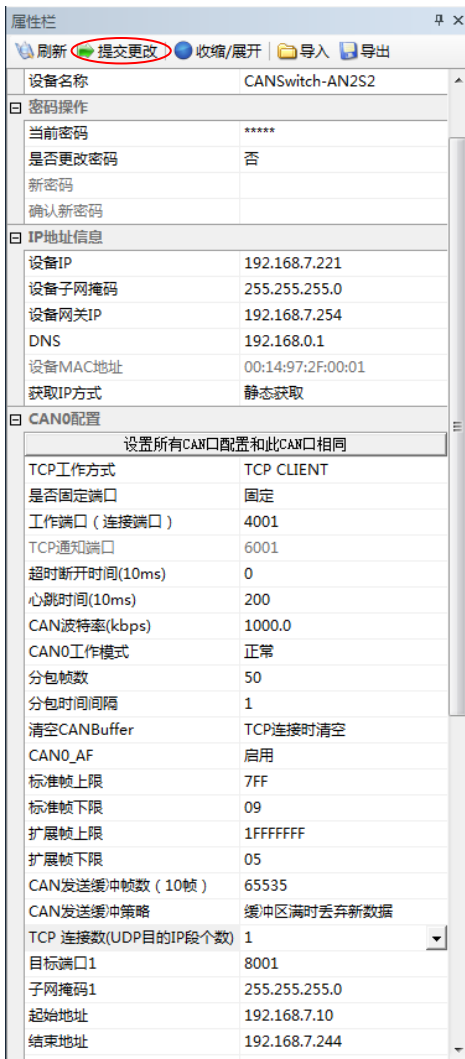 属性栏
刷新 提交更改 收缩/展开 导入 导出
设备名称 CANSwitch-AN2S2
密码操作
当前密码 *****
是否更改密码 否
新密码
确认新密码
IP地址信息
设备IP 192.168.7.221
设备子网掩码 255.255.255.0
设备网关IP 192.168.7.254
DNS 192.168.0.1
设备MAC地址 00:14:97:2F:00:01
获取IP方式 静态获取
CAN0配置
设置所有CAN口配置和此CAN口相同
TCP工作方式 TCP CLIENT
是否固定端口 固定
工作端口（连接端口） 4001
TCP通知端口 6001
超时断开时间(10ms) 0
心跳时间(10ms) 200
CAN波特率(kbps) 1000.0
CAN0工作模式 正常
分包帧数 50
分包时间间隔 1
清空CANBuffer TCP连接时清空
CAN0_AF 启用
标准帧上限 7FF
标准帧下限 09
扩展帧上限 1FFFFFFF
扩展帧下限 05
CAN发送缓冲帧数（10帧） 65535
CAN发送缓冲策略 缓冲区满时丢弃新数据
TCP 连接数(UDP目的IP段个数) 1
目标端口1 8001
子网掩码1 255.255.255.0
起始地址 192.168.7.10
结束地址 192.168.7.244